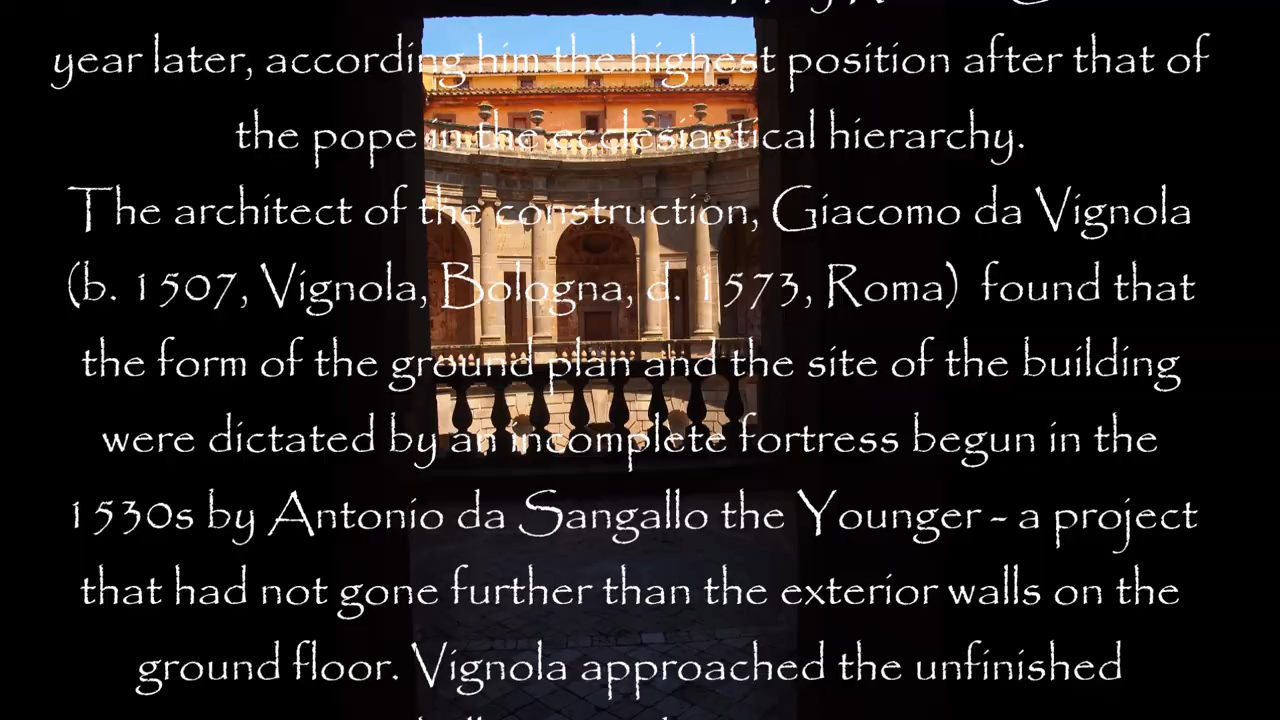 year later, according him the highest position after that of
the pope in the ecclesiastical hierarchy.
The architect of the construction, Giacomo da Vignola
(b. 1507, Vignola, Bologna, d. 1573, Roma) found that
the form of the ground plan and the site of the building
were dictated by an incomplete fortress begun in the
1530s by Antonio da Sangallo the Younger - a project
that had not gone further than the exterior walls on the
ground floor. Vignola approached the unfinished